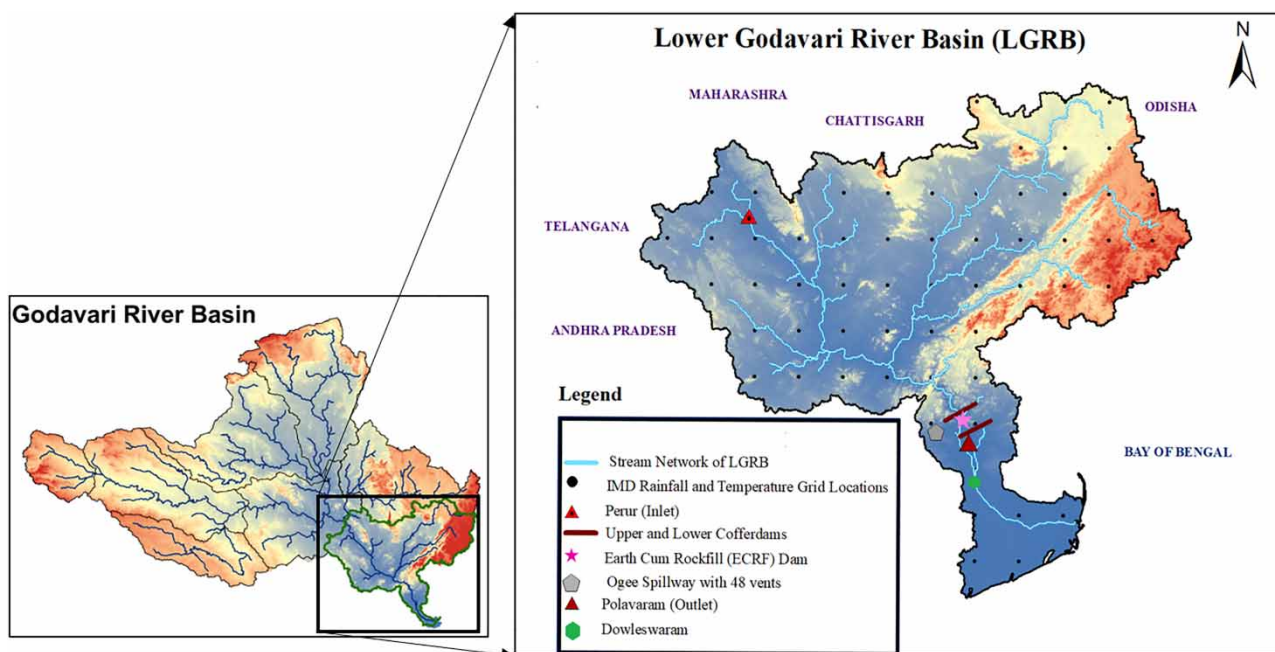 Lower Godavari River Basin (LGRB)
N
MAHARASHRA
CHATTISGARH
ODISHA
TELANGANA
ANDHRA PRADESH
BAY OF BENGAL
Godavari River Basin
Legend
Stream Network of LGRB
IMD Rainfall and Temperature Grid Locations
Perur (Inlet)
Upper and Lower Cofferdams
Earth Cum Rockfill (ECRF) Dam
Ogee Spillway with 48 vents
Polavaram (Outlet)
Dowleswaram